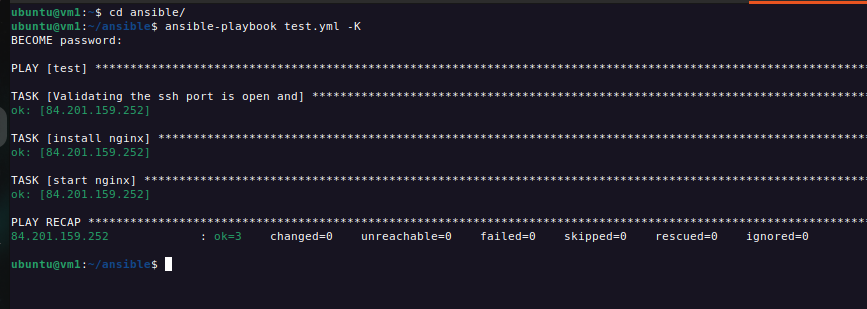 ubuntu@vm1:~$ cd ansible/
ubuntu@vm1:~/ansible$ ansible-playbook test.yml -K
BECOME password:
PLAY [test] **************************************************************************************************************
TASK [Validating the ssh port is open and] *******************************************************************************
ok: [84.201.159.252]
TASK [install nginx] *****************************************************************************************************
ok: [84.201.159.252]
TASK [start nginx] *******************************************************************************************************
ok: [84.201.159.252]
PLAY RECAP ***************************************************************************************************************
84.201.159.252             : ok=3    changed=0    unreachable=0    failed=0    skipped=0    rescued=0    ignored=0
ubuntu@vm1:~/ansible$